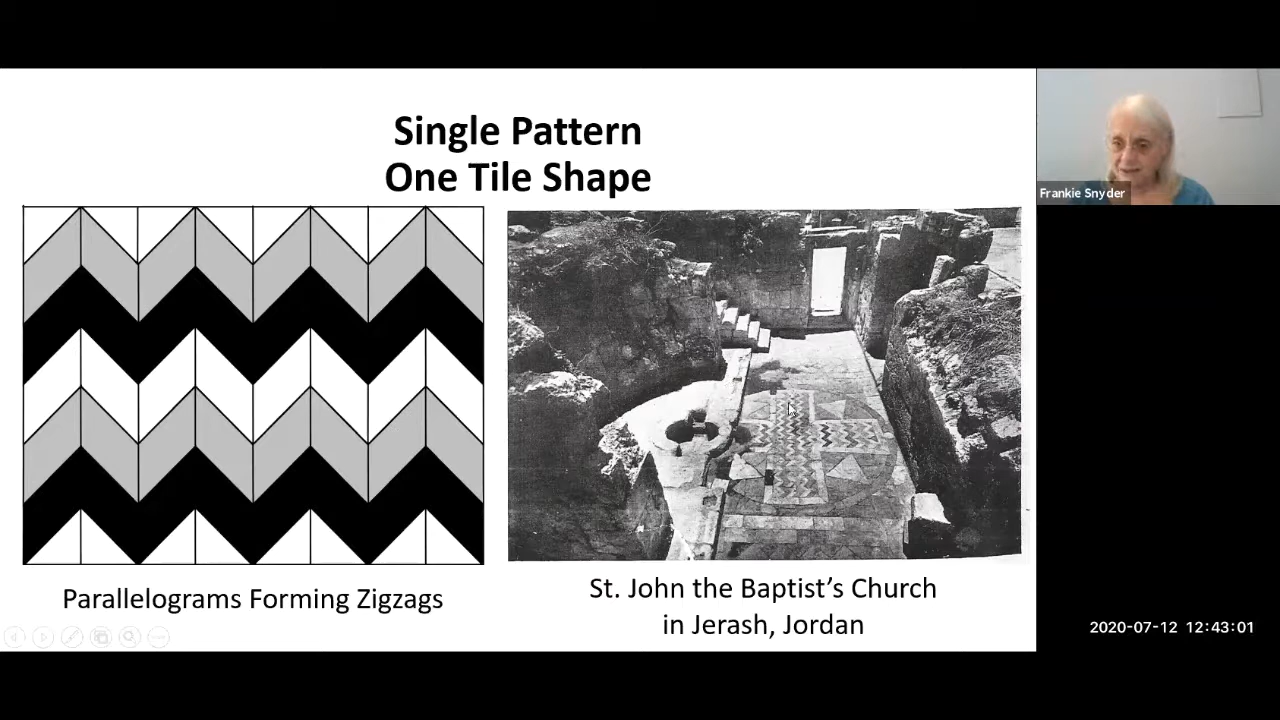 Single Pattern
One Tile Shape
Frankie Snyder
Parallelograms Forming Zigzags
St. John the Baptist’s Church
in Jerash, Jordan
2020-07-12 12:43:01